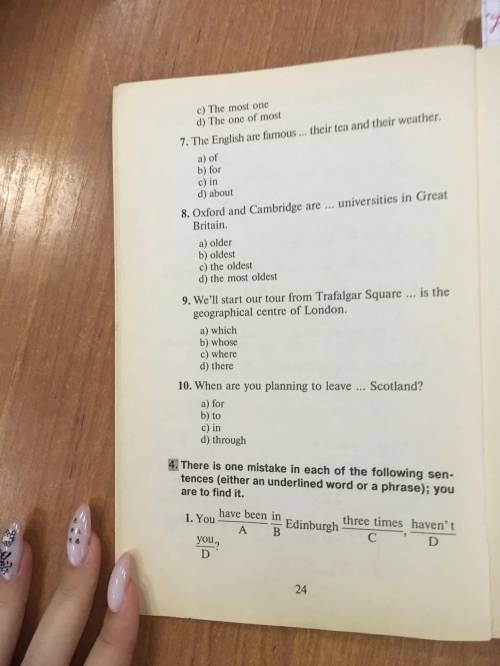 c) The most one
d) The one of most
7. The English are famous ... their tea and their weather.
a) of
b) for
c) in
d) about
8. Oxford and Cambridge are ... universities in Great
Britain.
a) older
b) oldest
c) the oldest
d) the most oldest
9. We'll start our tour from Trafalgar Square ... is the
geographical centre of London.
a) which
b) whose
c) where
d) there
10. When are you planning to leave ... Scotland?
a) for
b) to
c) in
d) through
4. There is one mistake in each of the following sen-
tences (either an underlined word or a phrase); you
are to find it.
1. You have been in Edinburgh three times, haven't
A B C D
you?
D
24